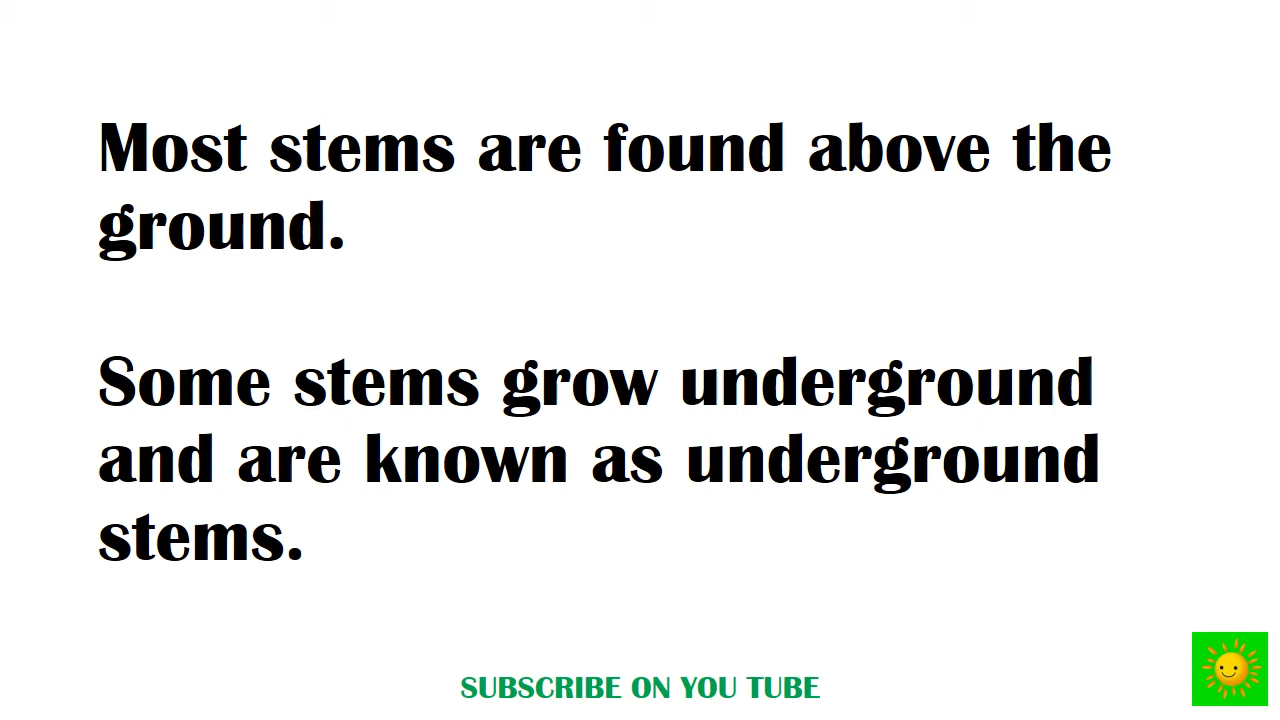 Most stems are found above the
ground.
Some stems grow underground
and are known as underground
stems.
SUBSCRIBE ON YOU TUBE